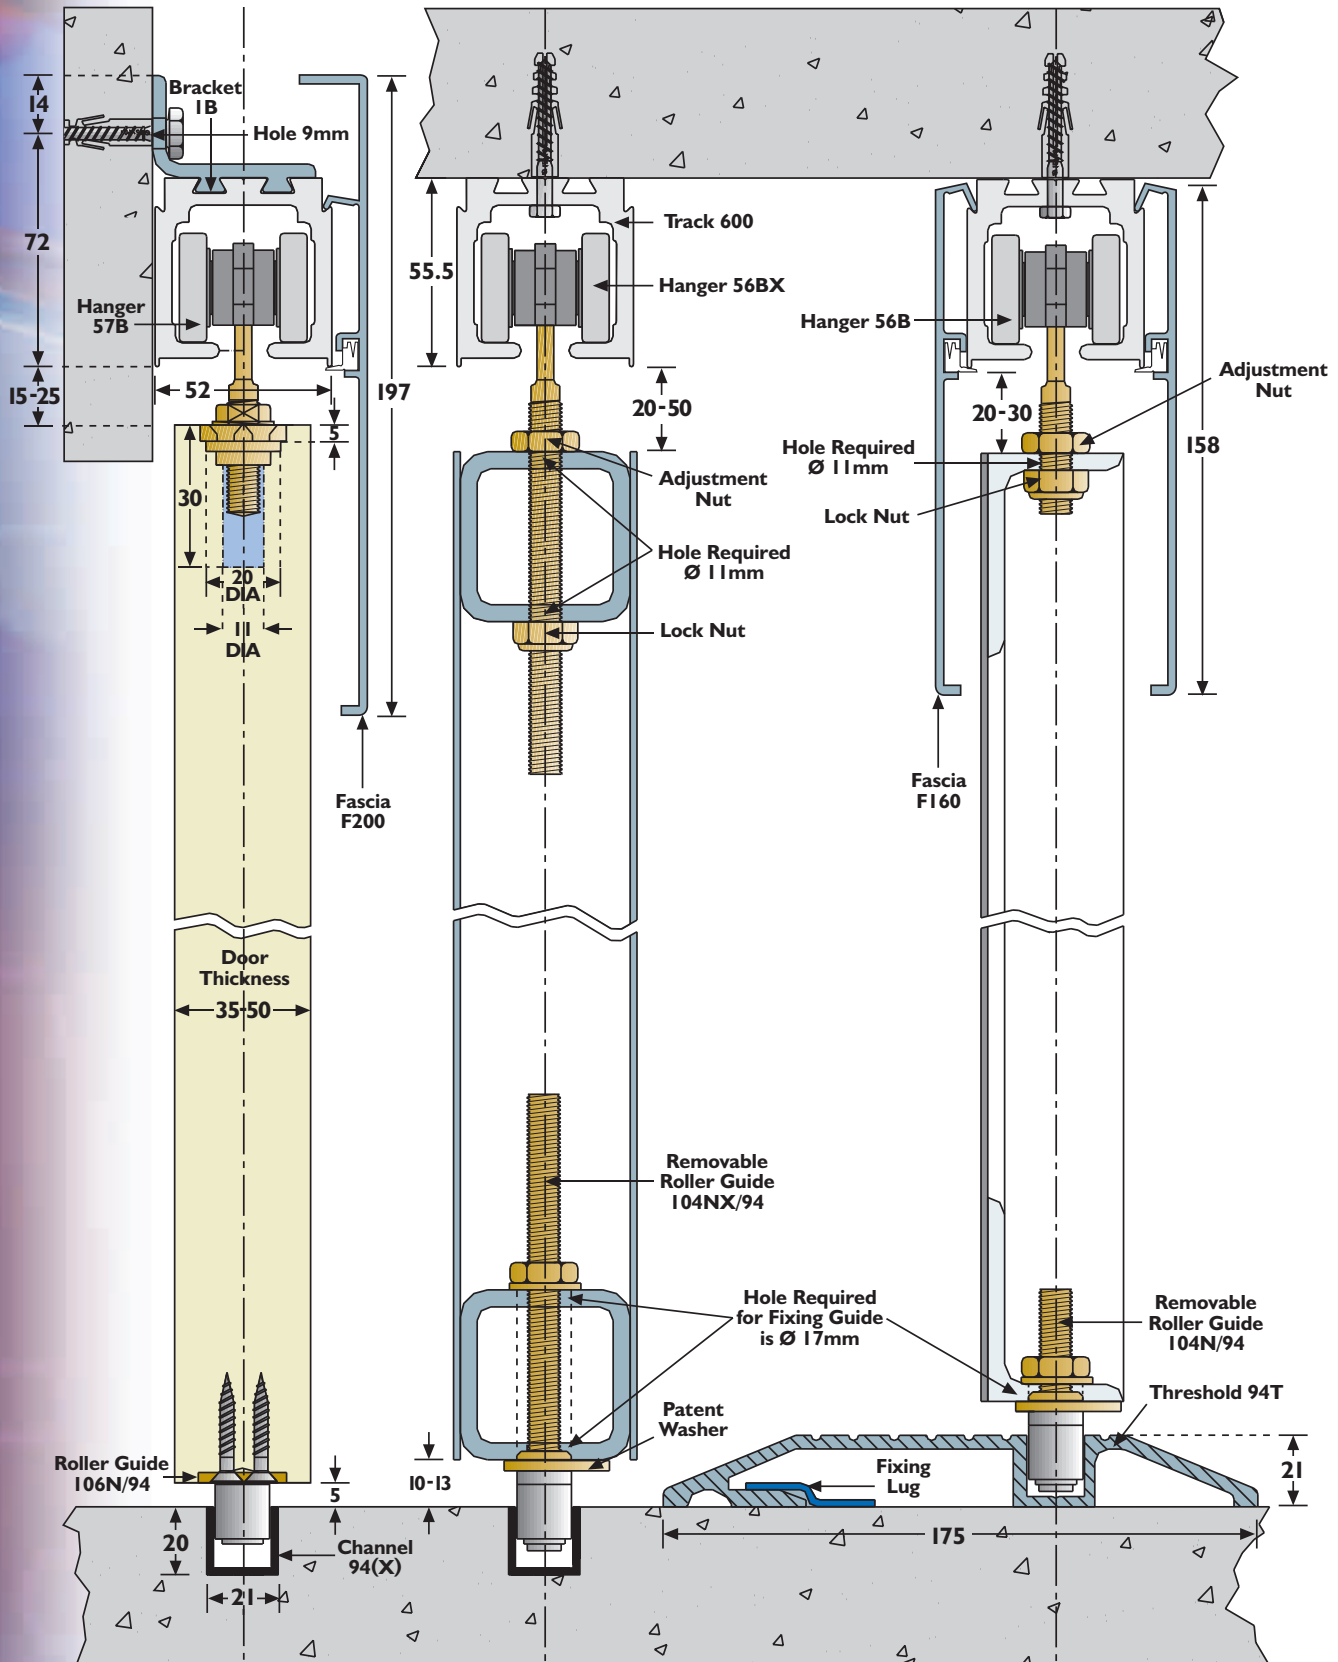 14
Bracket
1B
Hole 9mm
72
Hanger
57B
15-25
52
5
197
30
20
DIA
11
DIA
Fascia
F200
Door
Thickness
35-50
Roller Guide
106N/94
5
20
Channel
94(X)
21
Track 600
55.5
Hanger 56BX
20-50
Adjustment
Nut
Hole Required
Ø 11mm
Lock Nut
Removable
Roller Guide
104NX/94
Hole Required
for Fixing Guide
is Ø 17mm
Patent
Washer
10-13
Hanger 56B
20-30
Adjustment
Nut
158
Hole Required
Ø 11mm
Lock Nut
Fascia
F160
Removable
Roller Guide
104N/94
Threshold 94T
Fixing
Lug
21
175